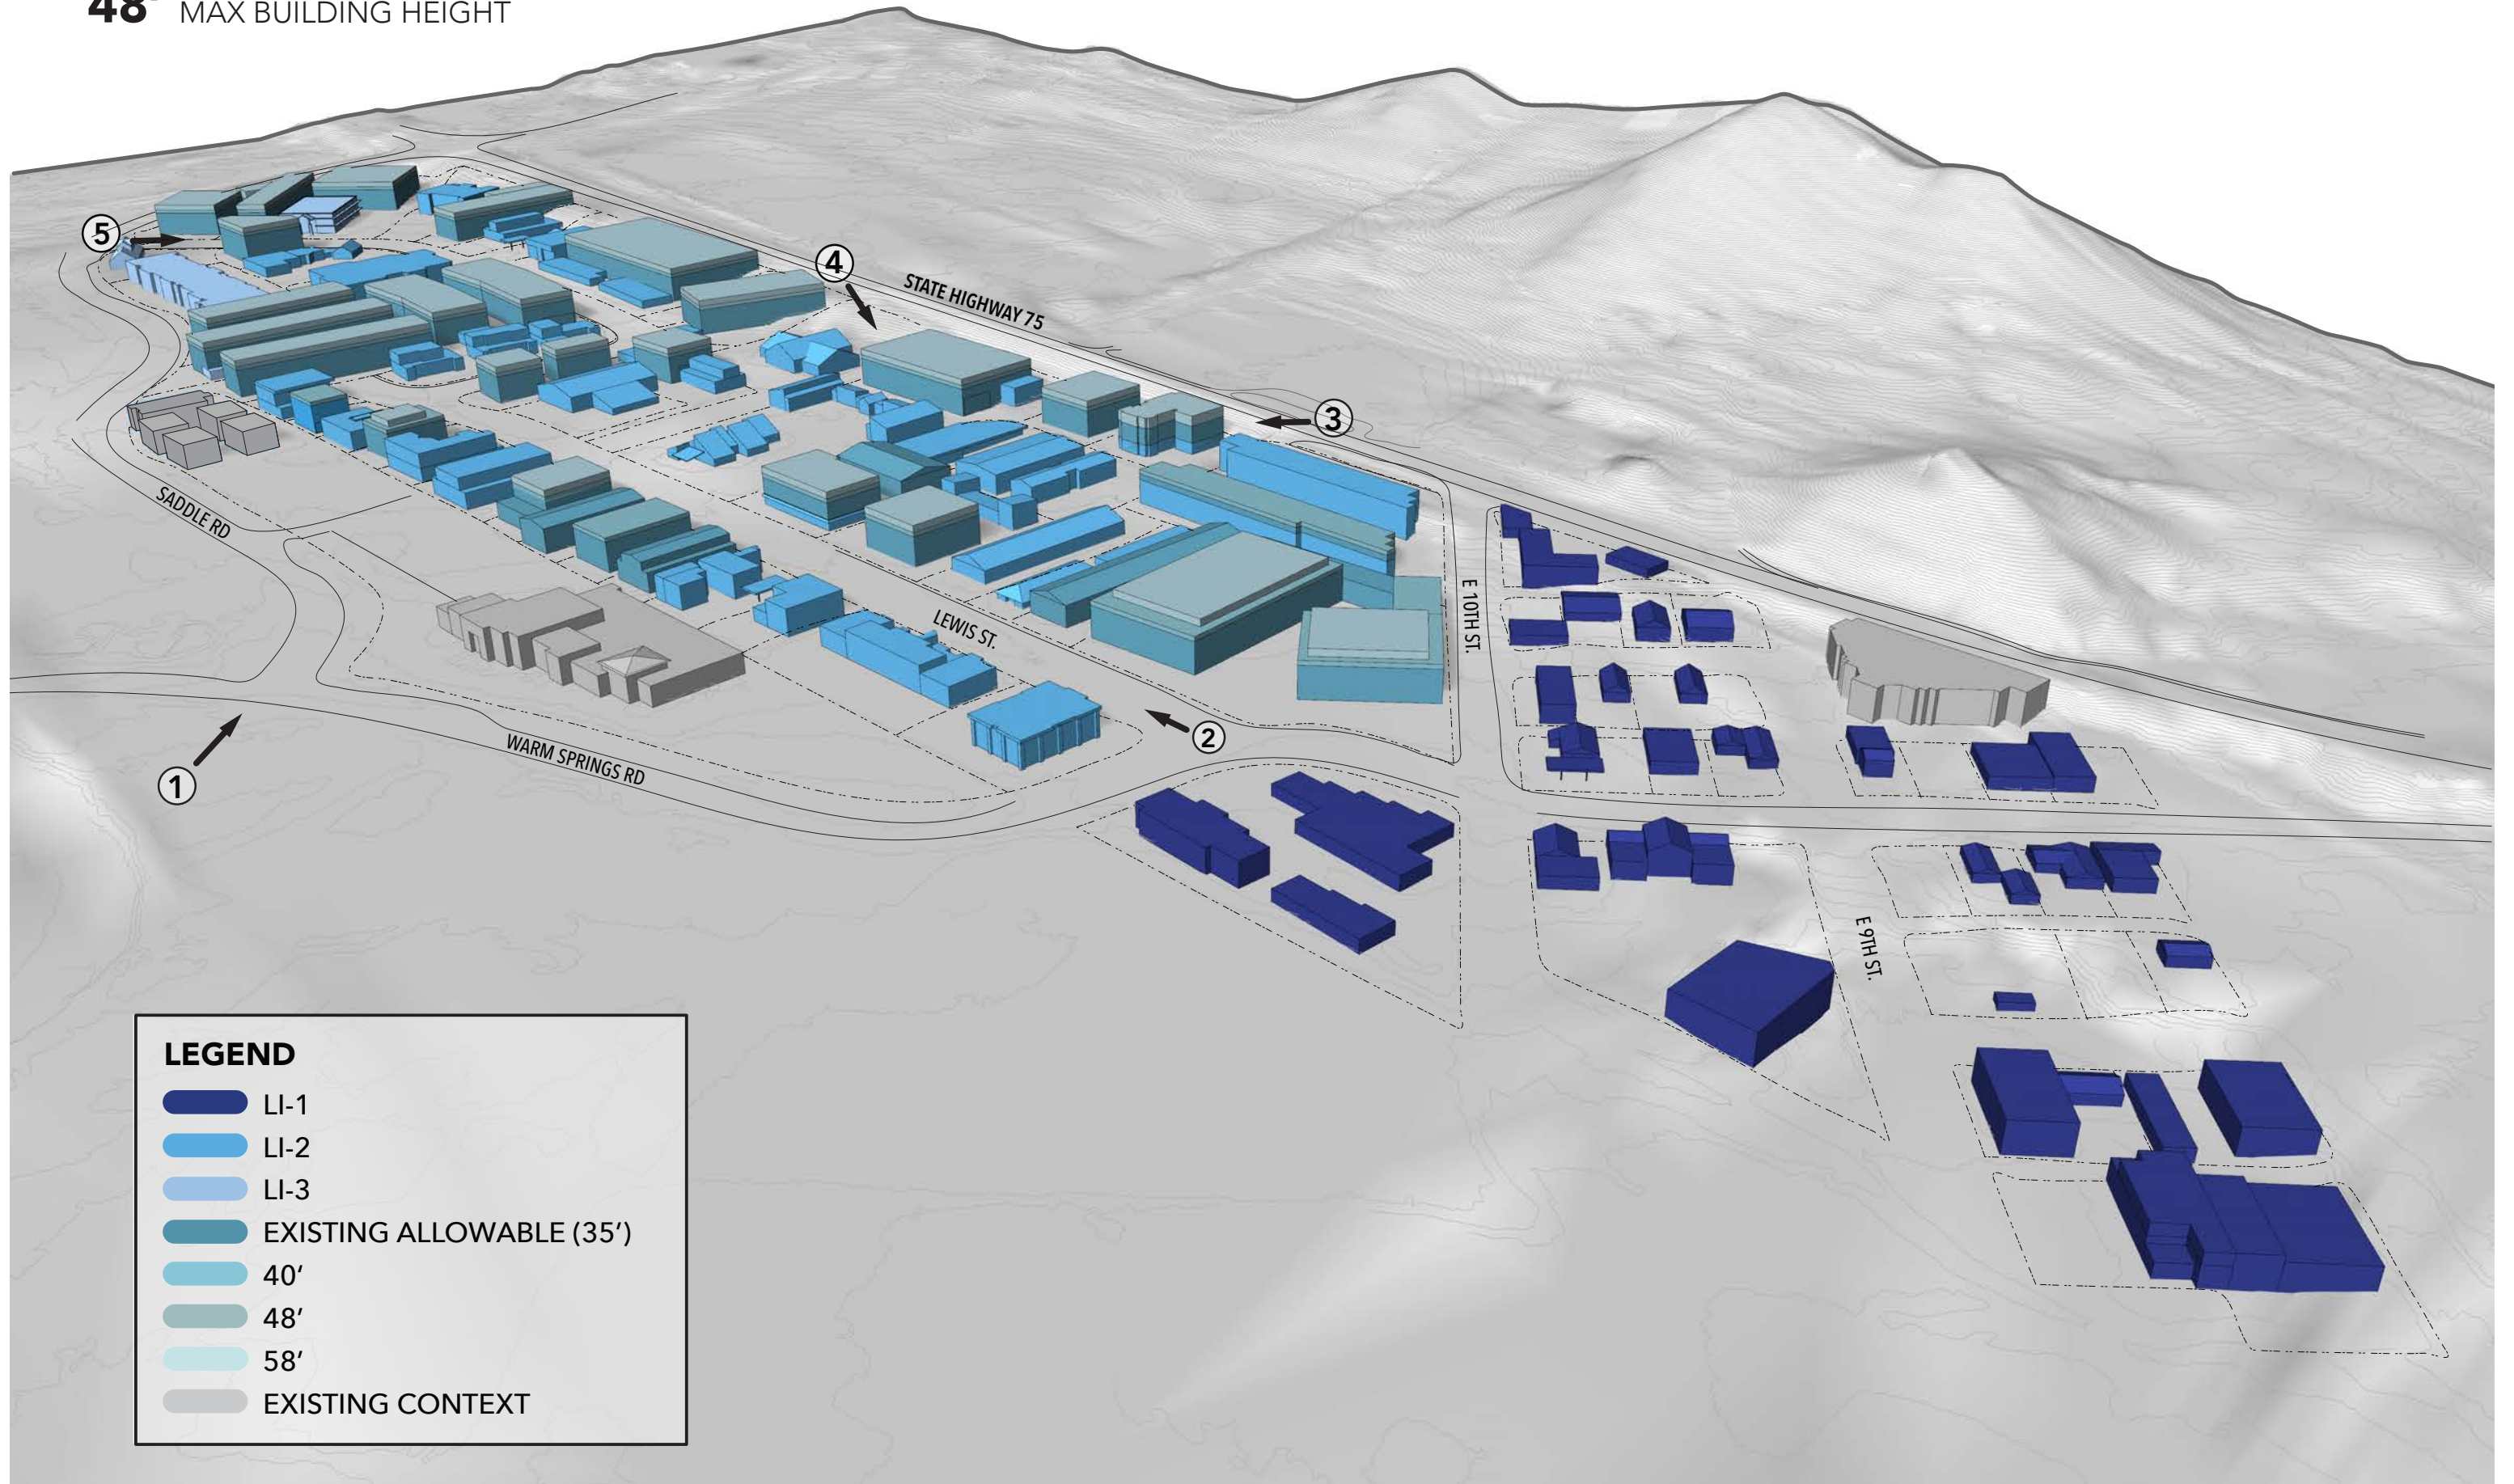 48' MAX BUILDING HEIGHT
5
4
STATE HIGHWAY 75
3
SADDLE RD
E 10TH ST.
LEWIS ST.
2
WARM SPRINGS RD
1
E 9TH ST.
LEGEND
LI-1
LI-2
LI-3
EXISTING ALLOWABLE (35')
40'
48'
58'
EXISTING CONTEXT